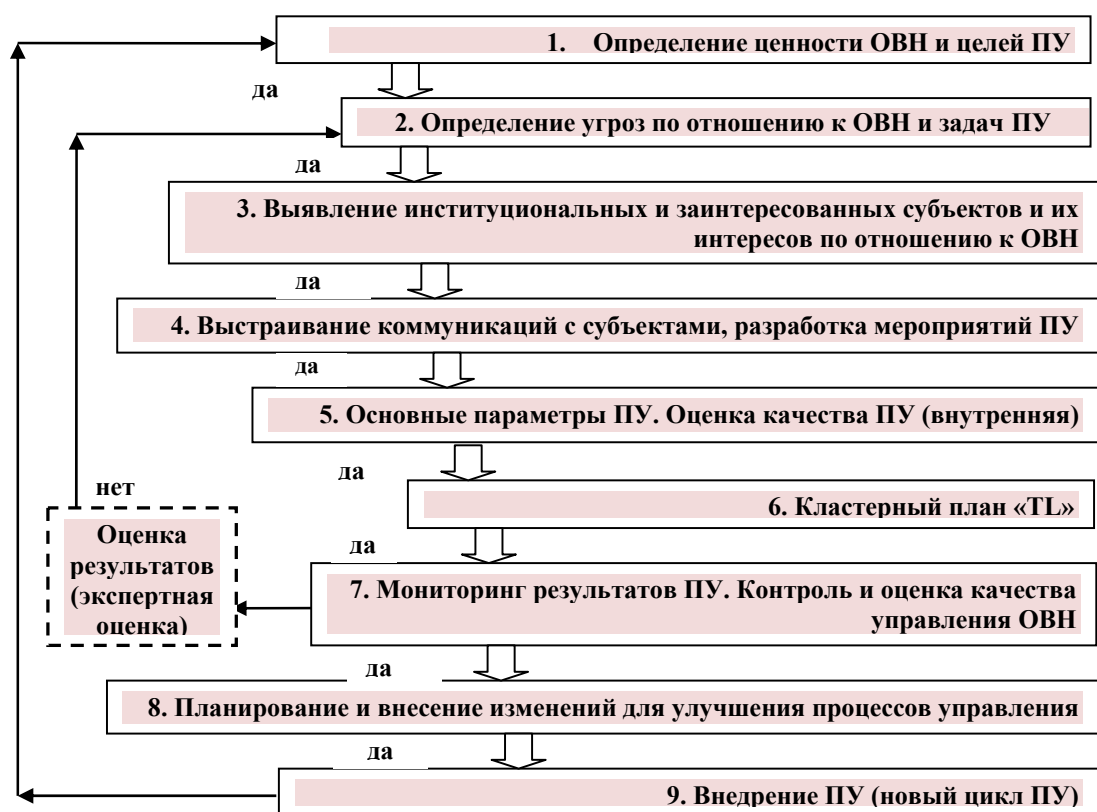 1. Определение ценности ОВН и целей ПУ
да
2. Определение угроз по отношению к ОВН и задач ПУ
да
3. Выявление институциональных и заинтересованных субъектов и их
интересов по отношению к ОВН
да
4. Выстраивание коммуникаций с субъектами, разработка мероприятий ПУ
да
5. Основные параметры ПУ. Оценка качества ПУ (внутренняя)
да
нет
6. Кластерный план «TL»
Оценка
результатов
(экспертная
оценка)
да
7. Мониторинг результатов ПУ. Контроль и оценка качества
управления ОВН
да
8. Планирование и внесение изменений для улучшения процессов управления
да
9. Внедрение ПУ (новый цикл ПУ)